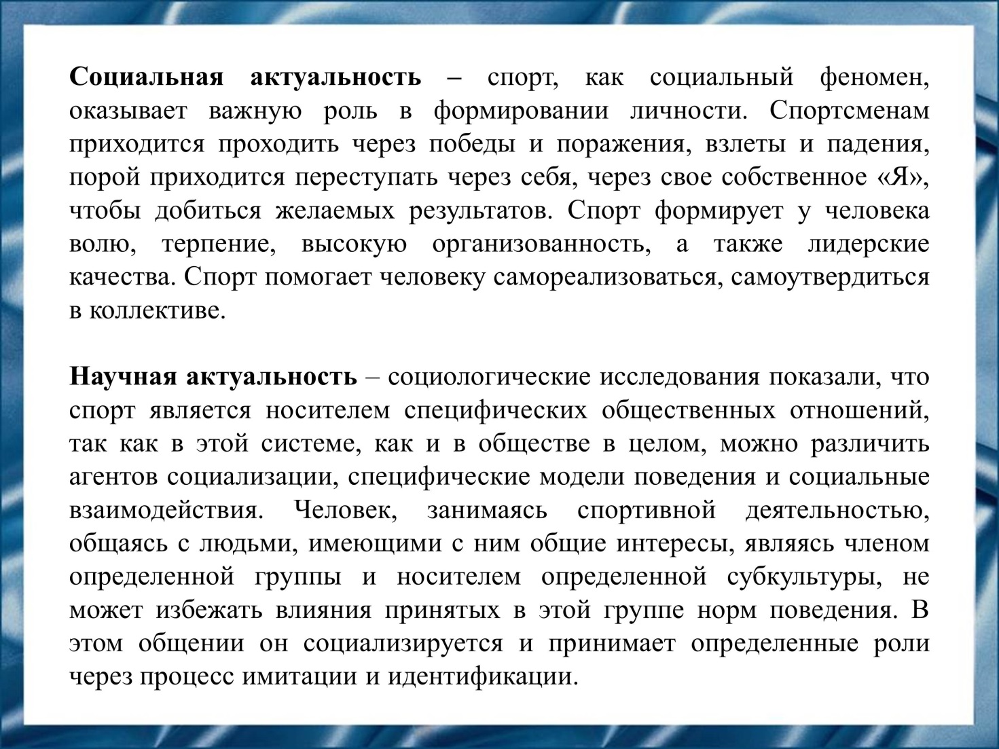 Социальная актуальность – спорт, как социальный феномен,
оказывает важную роль в формировании личности. Спортсменам
приходится проходить через победы и поражения, взлеты и падения,
порой приходится переступать через себя, через свое собственное «Я»,
чтобы добиться желаемых результатов. Спорт формирует у человека
волю, терпение, высокую организованность, а также лидерские
качества. Спорт помогает человеку самореализоваться, самоутвердиться
в коллективе.
Научная актуальность – социологические исследования показали, что
спорт является носителем специфических общественных отношений,
так как в этой системе, как и в обществе в целом, можно различить
агентов социализации, специфические модели поведения и социальные
взаимодействия. Человек, занимаясь спортивной деятельностью,
общаясь с людьми, имеющими с ним общие интересы, являясь членом
определенной группы и носителем определенной субкультуры, не
может избежать влияния принятых в этой группе норм поведения. В
этом общении он социализируется и принимает определенные роли
через процесс имитации и идентификации.